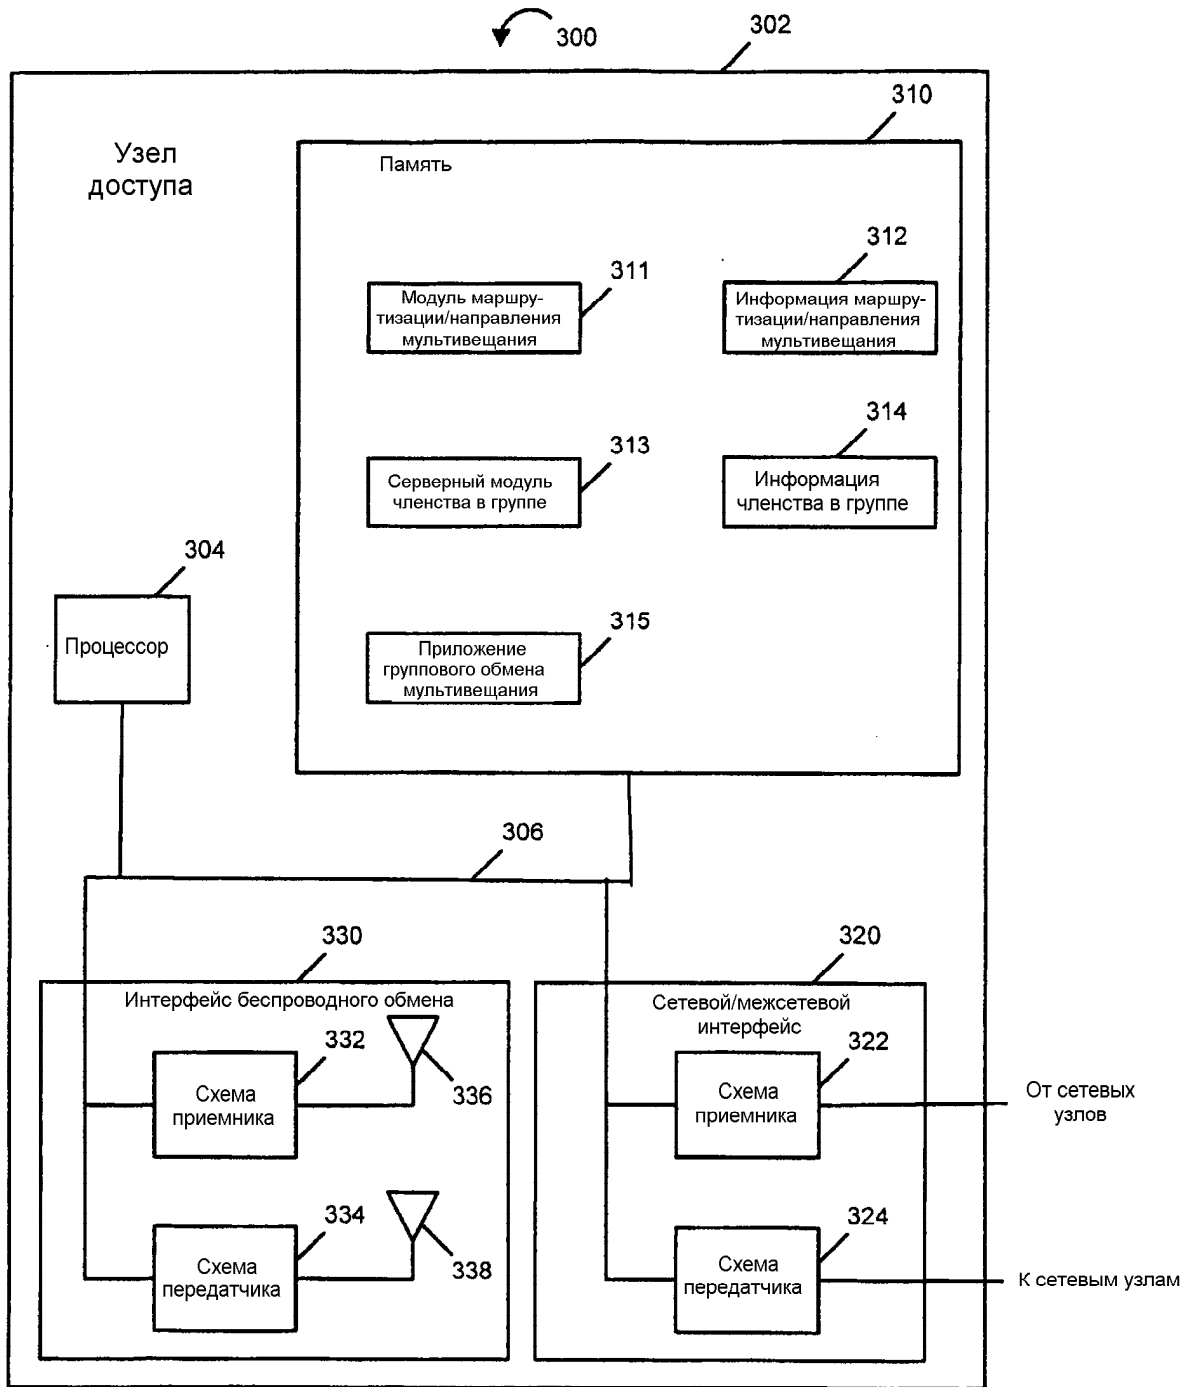 300
302
310
Узел
доступа
Память
311
312
Модуль маршру-
тизации/направления
мультивещания
Информация маршру-
тизации/направления
мультивещания
313
314
Серверный модуль
членства в группе
Информация
членства в группе
304
Процессор
315
Приложение
группового обмена
мультивещания
306
330
320
Интерфейс беспроводного обмена
Сетевой/межсетевой
интерфейс
332
336
Схема
приемника
322
Схема
приемника
От сетевых
узлов
334
338
Схема
передатчика
324
Схема
передатчика
К сетевым узлам